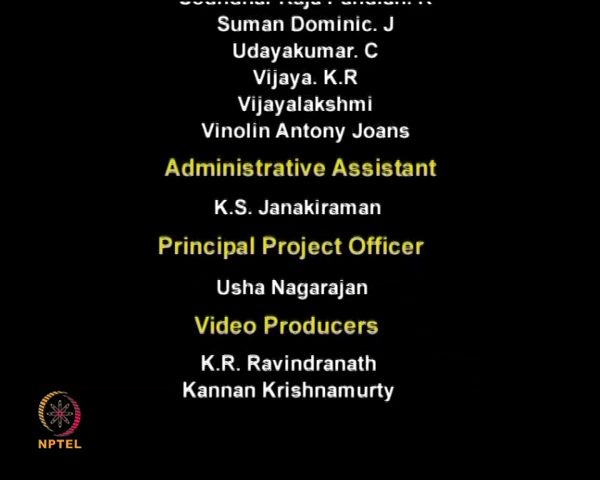 Suman Dominic. J
Udayakumar. C
Vijaya. K.R
Vijayalakshmi
Vinolin Antony Joans
Administrative Assistant
K.S. Janakiraman
Principal Project Officer
Usha Nagarajan
Video Producers
K.R. Ravindranath
Kannan Krishnamurty
NPTEL